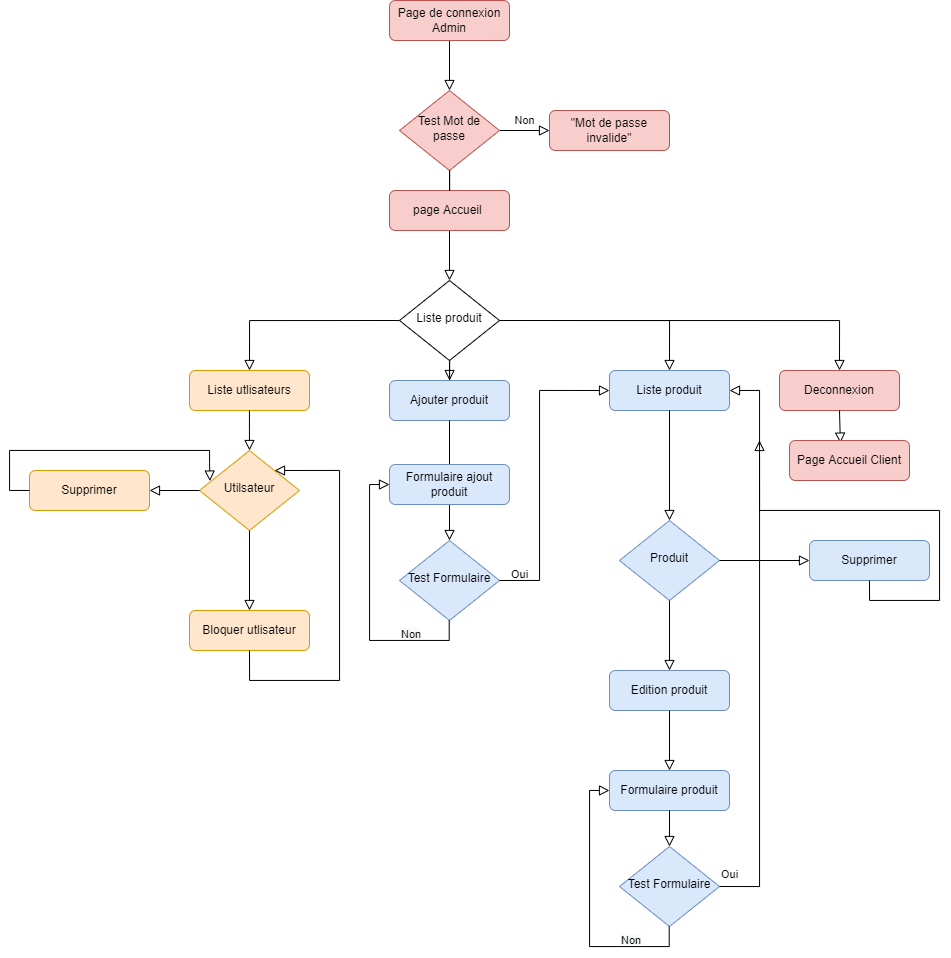 Page de connexion
Admin
Test Mot de
passe
Non
"Mot de passe
invalide"
page Accueil
Liste produit
Liste utlisateurs
Ajouter produit
Liste produit
Deconnexion
Page Accueil Client
Supprimer
Utilsateur
Formulaire ajout
produit
Produit
Supprimer
Test Formulaire
Oui
Non
Bloquer utlisateur
Edition produit
Formulaire produit
Test Formulaire
Oui
Non